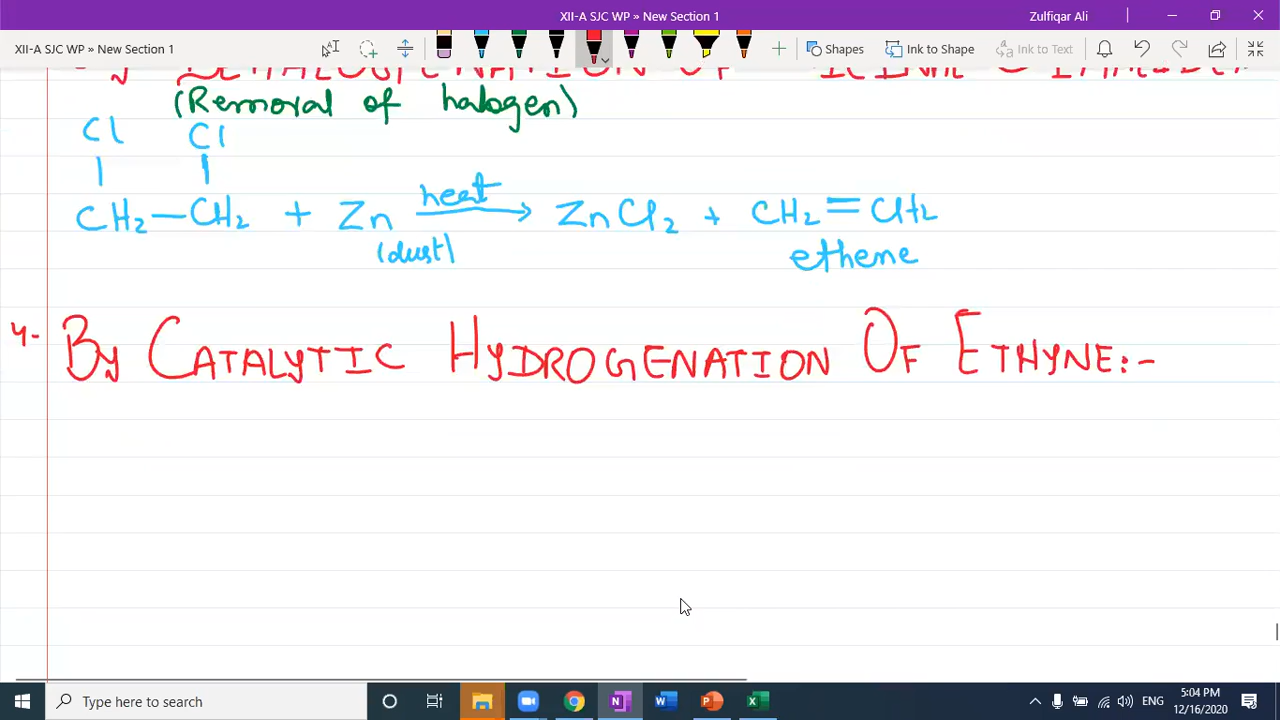 XII-A SJC WP » New Section 1
Zulfiqar Ali
XII-A SJC WP » New Section 1
Shapes
Ink to Shape
Ink to Text
OF
(Removal of halogen)
Cl Cl
CH2—CH2 + Zn heat → ZnCl2 + CH2=CH2
(dust)
ethene
4- BY CATALYTIC HYDROGENATION OF ETHYNE:-
Type here to search
ENG
5:04 PM
12/16/2020